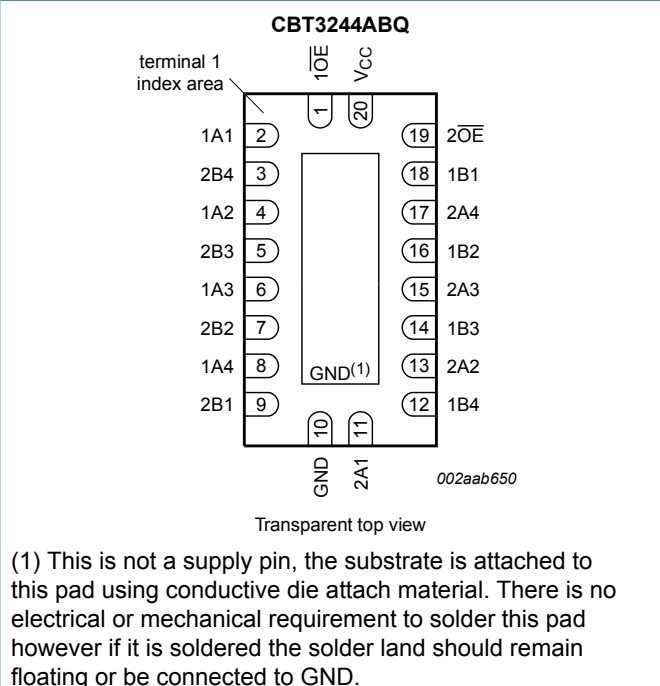 CBT3244ABQ
terminal 1
index area
1O̅E̅
VCC
1
20
1A1 2
19 2O̅E̅
2B4 3
18 1B1
1A2 4
17 2A4
2B3 5
16 1B2
1A3 6
15 2A3
2B2 7
14 1B3
1A4 8
13 2A2
2B1 9
12 1B4
GND(1)
10
11
GND
2A1
002aab650
Transparent top view
(1) This is not a supply pin, the substrate is attached to
this pad using conductive die attach material. There is no
electrical or mechanical requirement to solder this pad
however if it is soldered the solder land should remain
floating or be connected to GND.